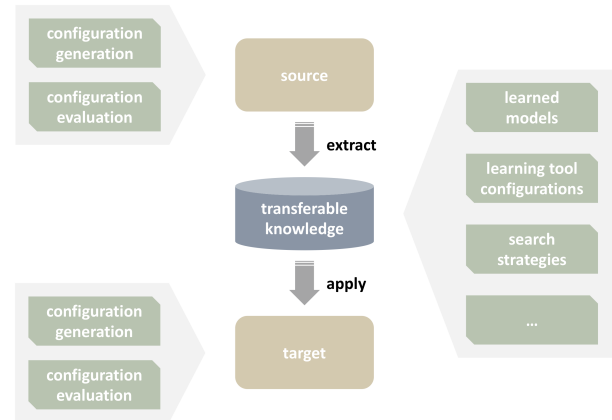 configuration
generation
configuration
evaluation
source
extract
transferable
knowledge
learned
models
learning tool
configurations
search
strategies
...
apply
configuration
generation
configuration
evaluation
target